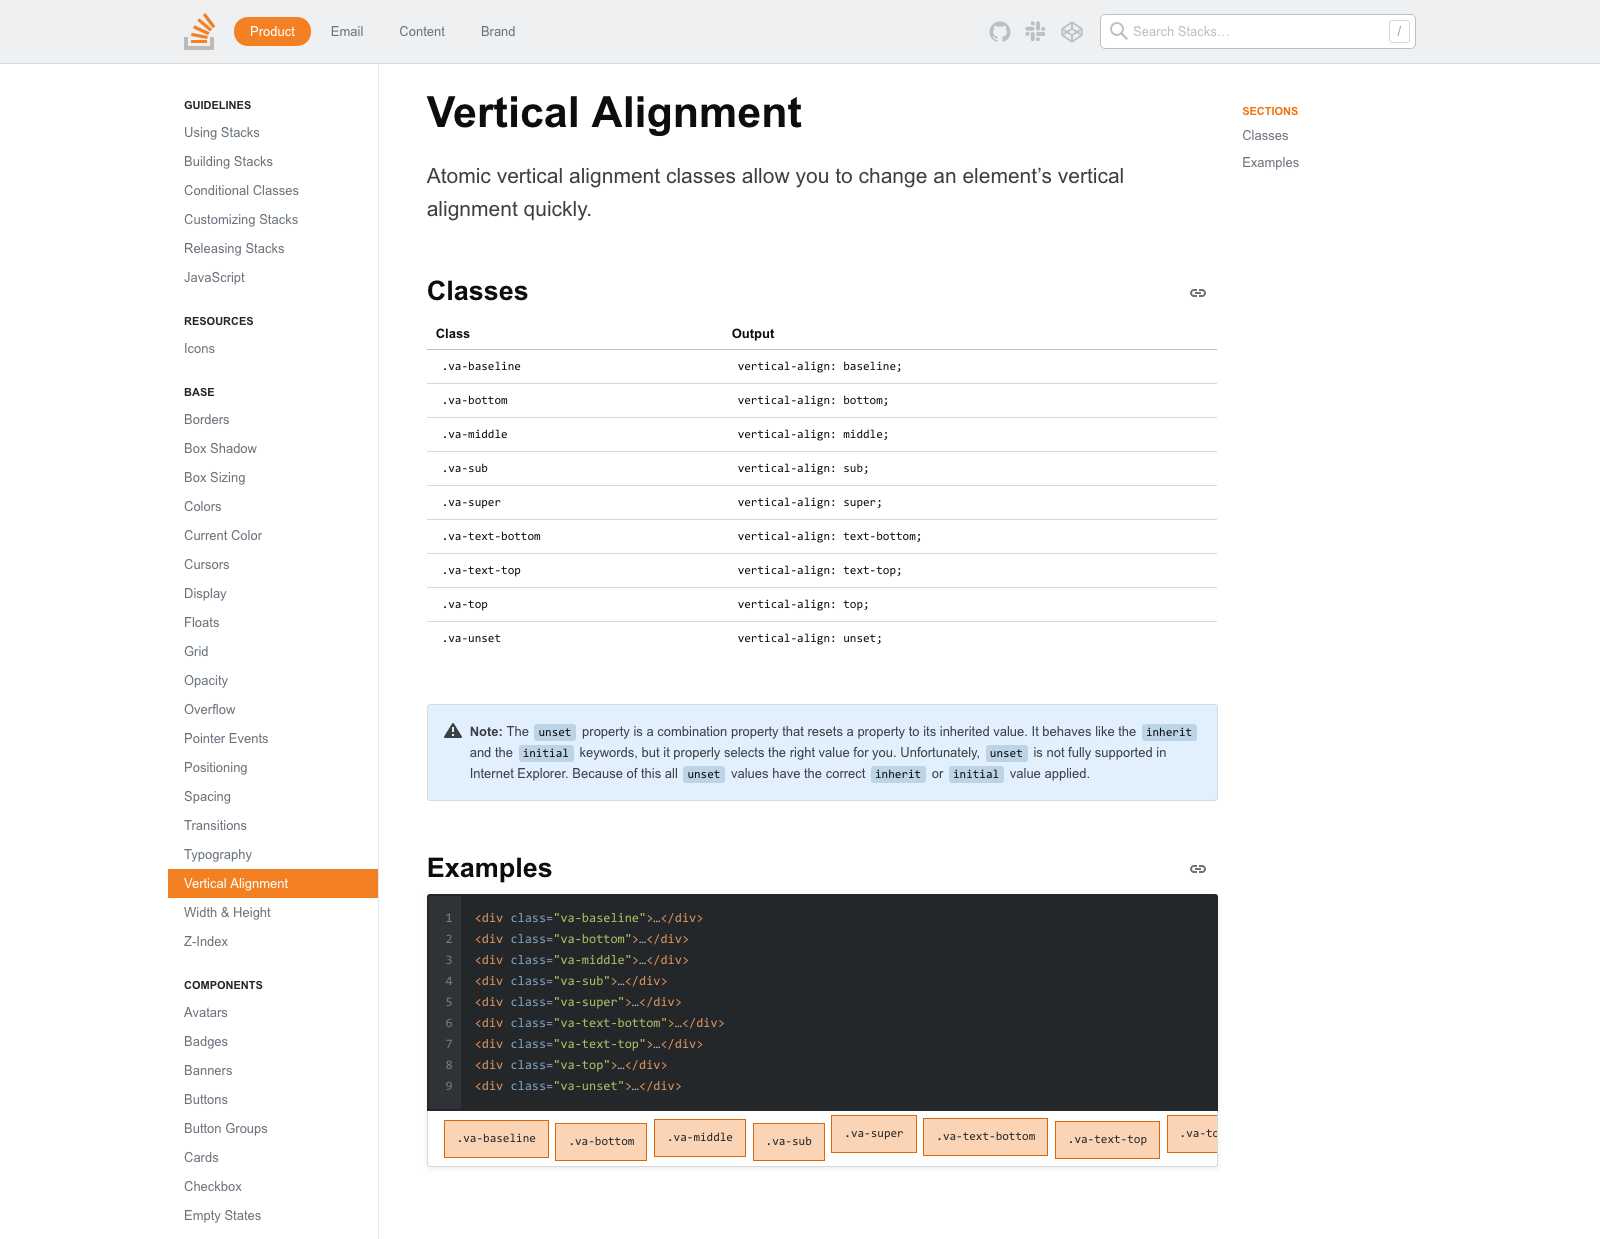 Product
Email
Content
Brand
Search Stacks…
/
GUIDELINES
Using Stacks
Building Stacks
Conditional Classes
Customizing Stacks
Releasing Stacks
JavaScript
RESOURCES
Icons
BASE
Borders
Box Shadow
Box Sizing
Colors
Current Color
Cursors
Display
Floats
Grid
Opacity
Overflow
Pointer Events
Positioning
Spacing
Transitions
Typography
Vertical Alignment
Width & Height
Z-Index
COMPONENTS
Avatars
Badges
Banners
Buttons
Button Groups
Cards
Checkbox
Empty States
Vertical Alignment
Atomic vertical alignment classes allow you to change an element’s vertical
alignment quickly.
Classes
Class Output
.va-baseline vertical-align: baseline;
.va-bottom vertical-align: bottom;
.va-middle vertical-align: middle;
.va-sub vertical-align: sub;
.va-super vertical-align: super;
.va-text-bottom vertical-align: text-bottom;
.va-text-top vertical-align: text-top;
.va-top vertical-align: top;
.va-unset vertical-align: unset;
Note: The unset property is a combination property that resets a property to its inherited value. It behaves like the inherit
and the initial keywords, but it properly selects the right value for you. Unfortunately, unset is not fully supported in
Internet Explorer. Because of this all unset values have the correct inherit or initial value applied.
Examples
1 <div class="va-baseline">…</div>
2 <div class="va-bottom">…</div>
3 <div class="va-middle">…</div>
4 <div class="va-sub">…</div>
5 <div class="va-super">…</div>
6 <div class="va-text-bottom">…</div>
7 <div class="va-text-top">…</div>
8 <div class="va-top">…</div>
9 <div class="va-unset">…</div>
.va-baseline .va-bottom .va-middle .va-sub .va-super .va-text-bottom .va-text-top
SECTIONS
Classes
Examples